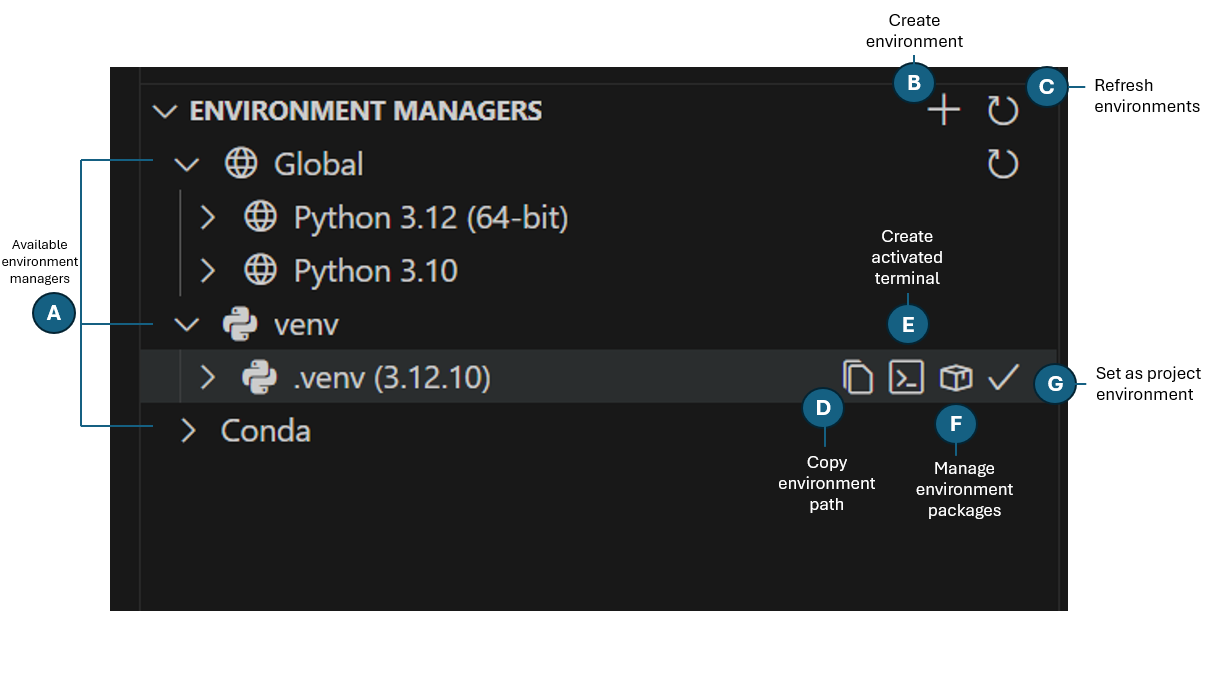 Create
environment
B
C
Refresh
environments
ENVIRONMENT MANAGERS
Global
Python 3.12 (64-bit)
Python 3.10
Available
environment
managers
A
Create
activated
terminal
E
venv
.venv (3.12.10)
G
Set as project
environment
D
Copy
environment
path
F
Manage
environment
packages
Conda